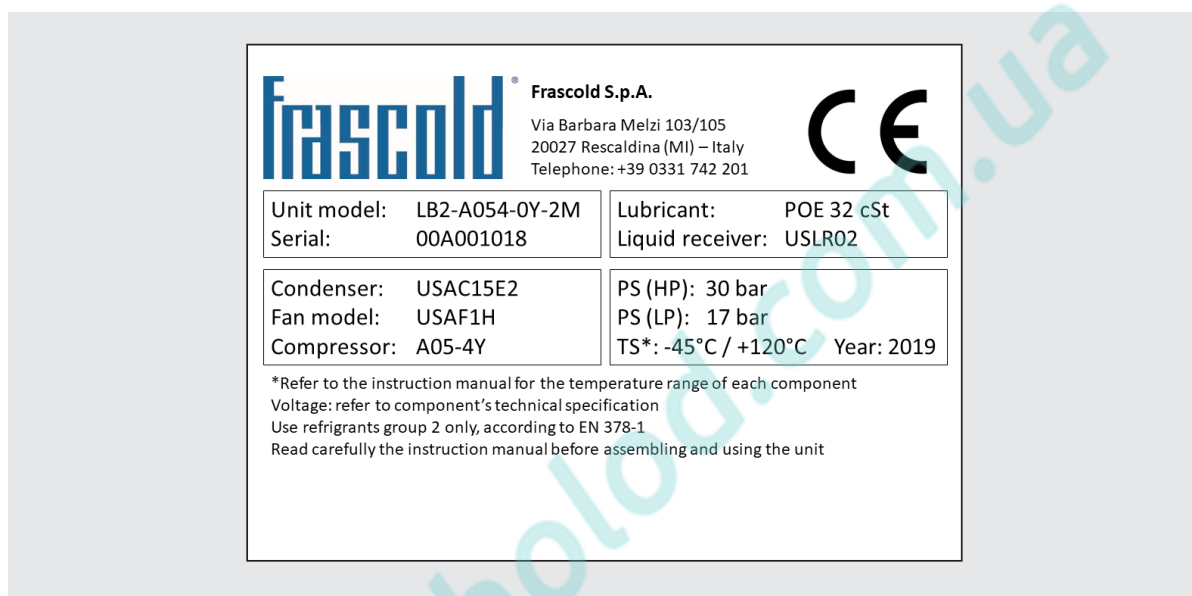 Frascold®
Frascold S.p.A.
Via Barbara Melzi 103/105
20027 Rescaldina (MI) – Italy
Telephone: +39 0331 742 201
CE
Unit model: LB2-A054-0Y-2M
Serial: 00A001018
Lubricant: POE 32 cSt
Liquid receiver: USLR02
Condenser: USAC15E2
Fan model: USAF1H
Compressor: A05-4Y
PS (HP): 30 bar
PS (LP): 17 bar
TS*: -45°C / +120°C Year: 2019
*Refer to the instruction manual for the temperature range of each component
Voltage: refer to component’s technical specification
Use refrigrants group 2 only, according to EN 378-1
Read carefully the instruction manual before assembling and using the unit
holod.com.ua